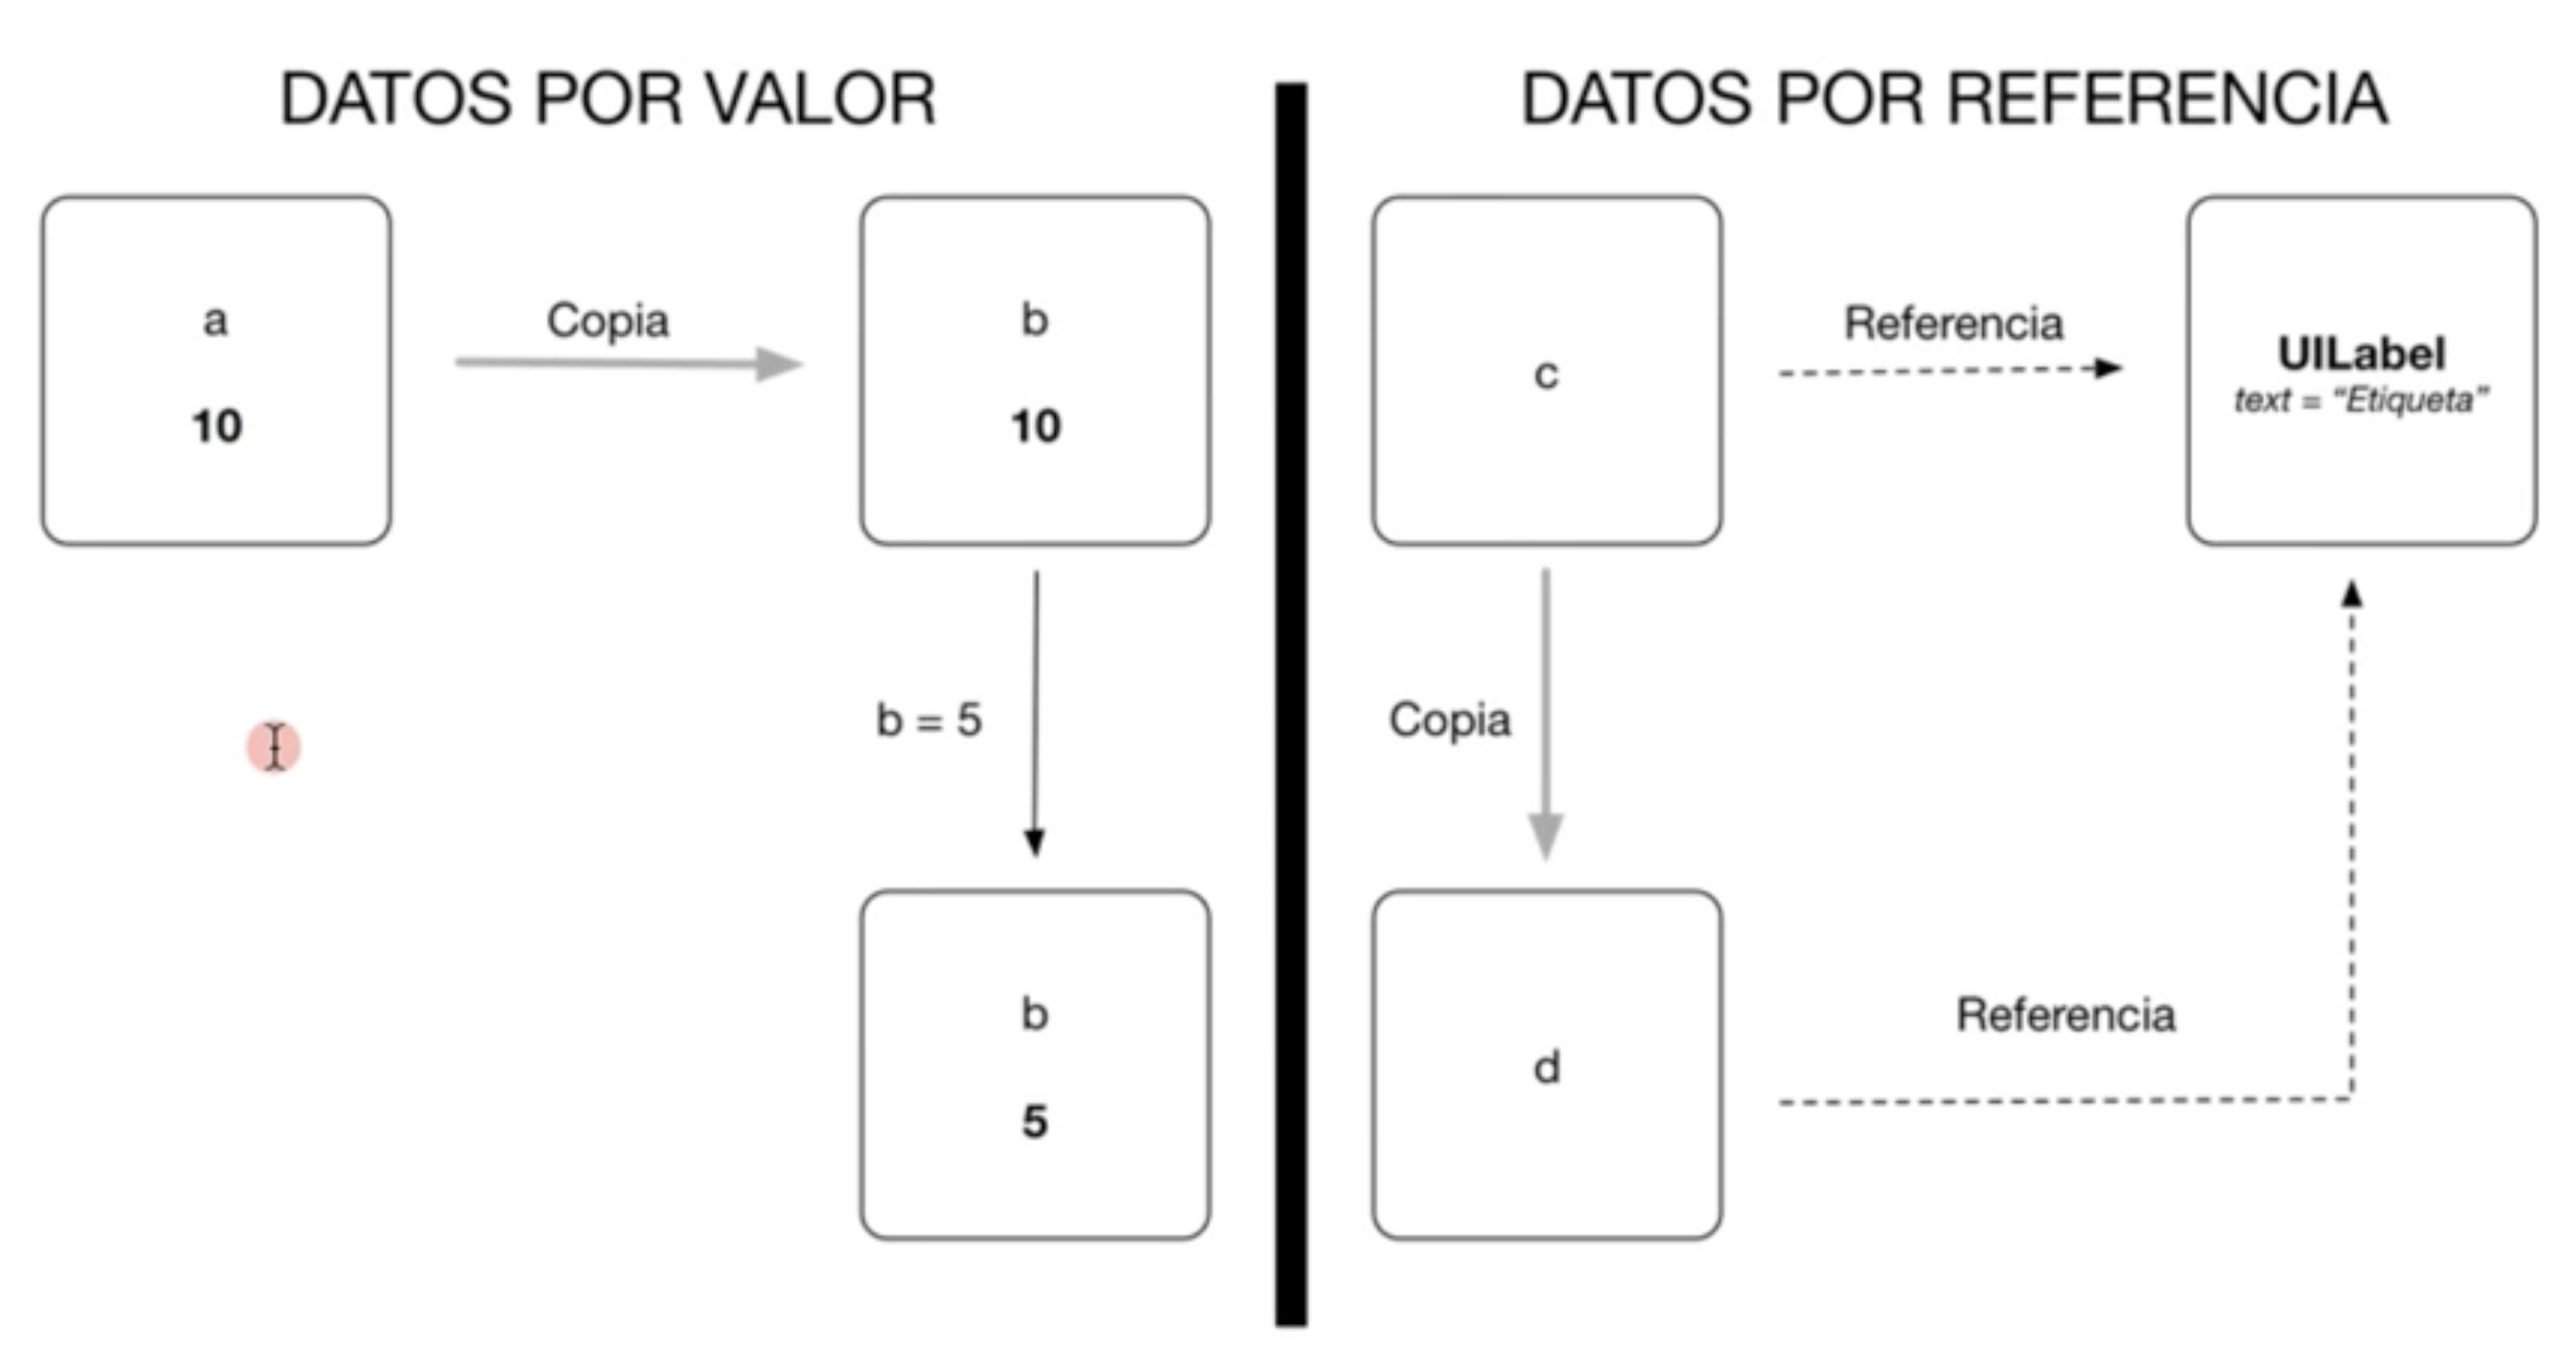 DATOS POR VALOR
a
10
Copia
b
10
b = 5
b
5
DATOS POR REFERENCIA
c
Referencia
UILabel
text = “Etiqueta”
Copia
d
Referencia